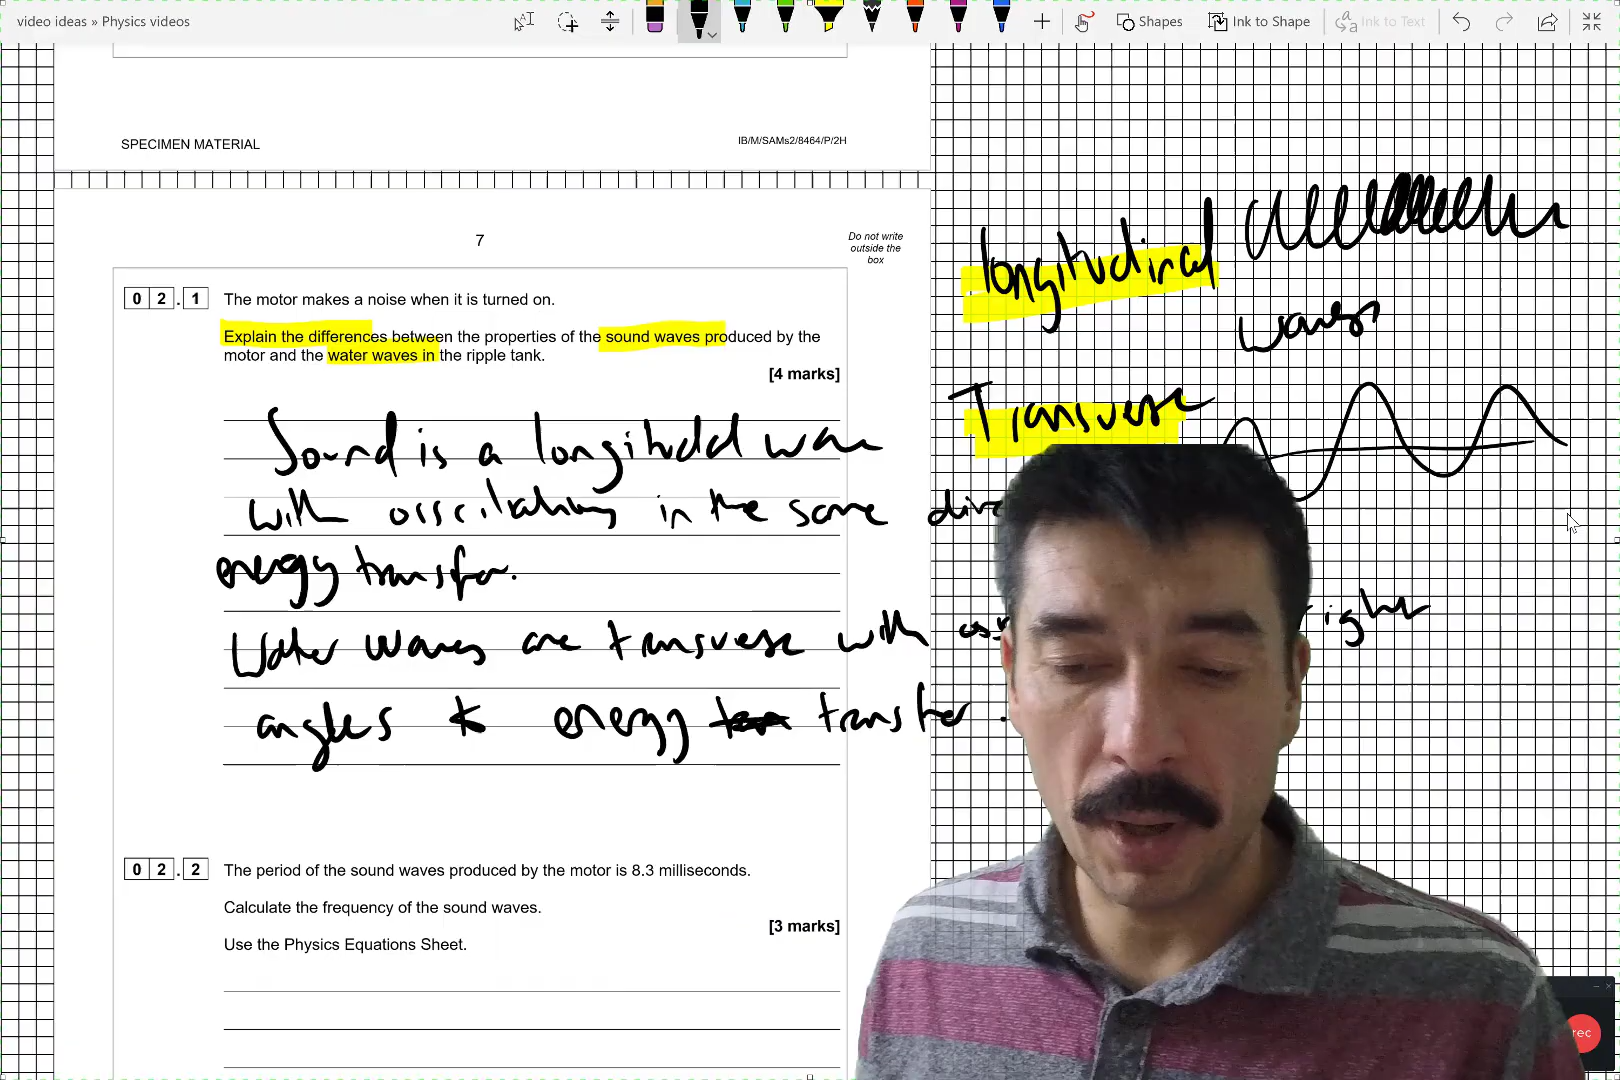 video ideas » Physics videos
Shapes
Ink to Shape
Ink to Text
SPECIMEN MATERIAL
IB/M/SAMs2/8464/P/2H
7
Do not write
outside the
box
0 2 . 1 The motor makes a noise when it is turned on.
Explain the differences between the properties of the sound waves produced by the
motor and the water waves in the ripple tank.
[4 marks]
Sound is a longitudal wave
with osscilations in the same
energy transfer.
Water waves are transverse with
angles to energy transfer.
longitudinal
waves
Transverse
right
0 2 . 2 The period of the sound waves produced by the motor is 8.3 milliseconds.
Calculate the frequency of the sound waves.
[3 marks]
Use the Physics Equations Sheet.
rec